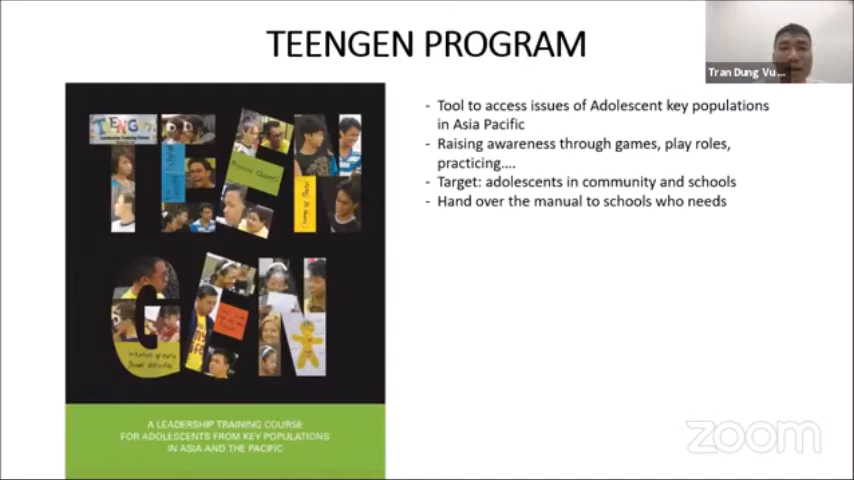 TEENGEN PROGRAM
Tran Dung Vu ...
- Tool to access issues of Adolescent key populations
in Asia Pacific
- Raising awareness through games, play roles,
practicing....
- Target: adolescents in community and schools
- Hand over the manual to schools who needs
TEEN
GEN
A LEADERSHIP TRAINING COURSE
FOR ADOLESCENTS FROM KEY POPULATIONS
IN ASIA AND THE PACIFIC
zoom